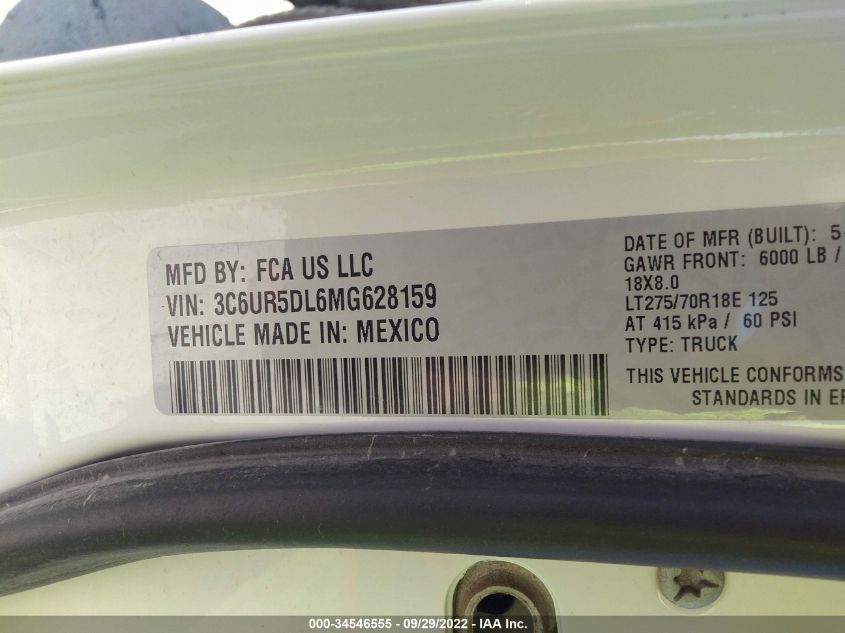 MFD BY: FCA US LLC
VIN: 3C6UR5DL6MG628159
VEHICLE MADE IN: MEXICO
DATE OF MFR (BUILT): 5-
GAWR FRONT: 6000 LB /
18X8.0
LT275/70R18E 125
AT 415 kPa / 60 PSI
TYPE: TRUCK
THIS VEHICLE CONFORMS
STANDARDS IN
000-34546555 - 09/29/2022 - IAA Inc.